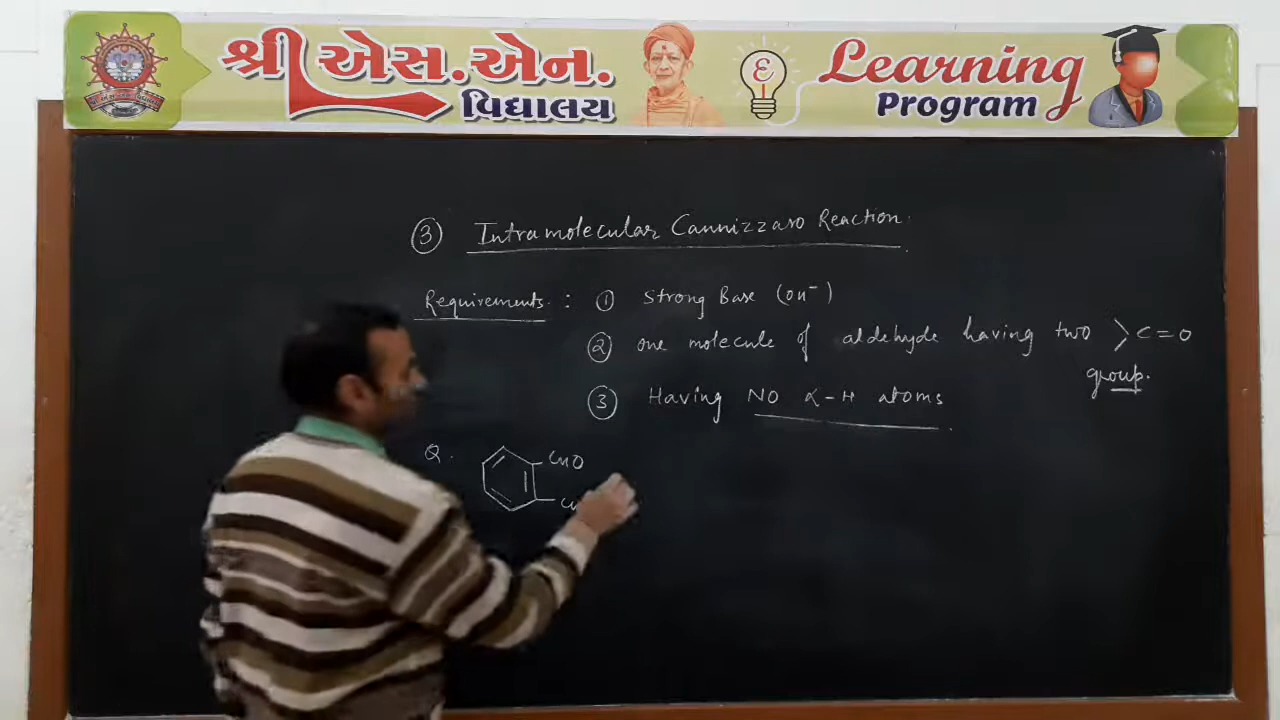 શ્રી એસ.એન.
વિદ્યાલય
Learning
Program
③ Intramolecular Cannizzaro Reaction.
Requirements : ① Strong Base (OH⁻)
② one molecule of aldehyde having two >C=O
group.
③ Having NO α-H atoms
Q. CHO